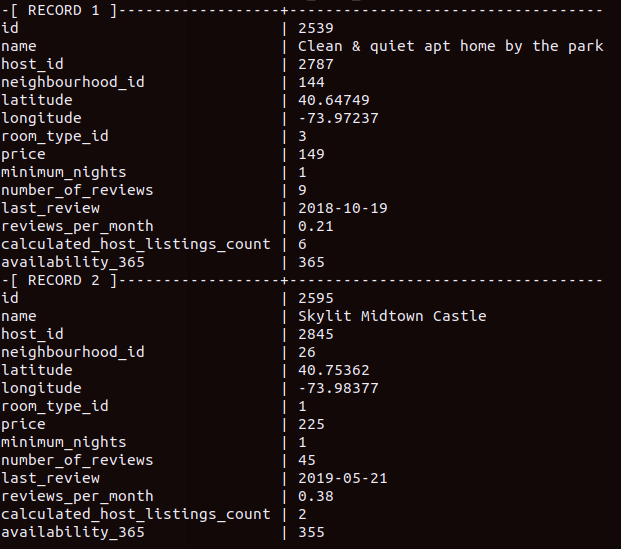 -[ RECORD 1 ]------------------+-----------------------------------
id                             | 2539
name                           | Clean & quiet apt home by the park
host_id                        | 2787
neighbourhood_id               | 144
latitude                       | 40.64749
longitude                      | -73.97237
room_type_id                   | 3
price                          | 149
minimum_nights                 | 1
number_of_reviews              | 9
last_review                    | 2018-10-19
reviews_per_month              | 0.21
calculated_host_listings_count | 6
availability_365               | 365
-[ RECORD 2 ]------------------+-----------------------------------
id                             | 2595
name                           | Skylit Midtown Castle
host_id                        | 2845
neighbourhood_id               | 26
latitude                       | 40.75362
longitude                      | -73.98377
room_type_id                   | 1
price                          | 225
minimum_nights                 | 1
number_of_reviews              | 45
last_review                    | 2019-05-21
reviews_per_month              | 0.38
calculated_host_listings_count | 2
availability_365               | 355